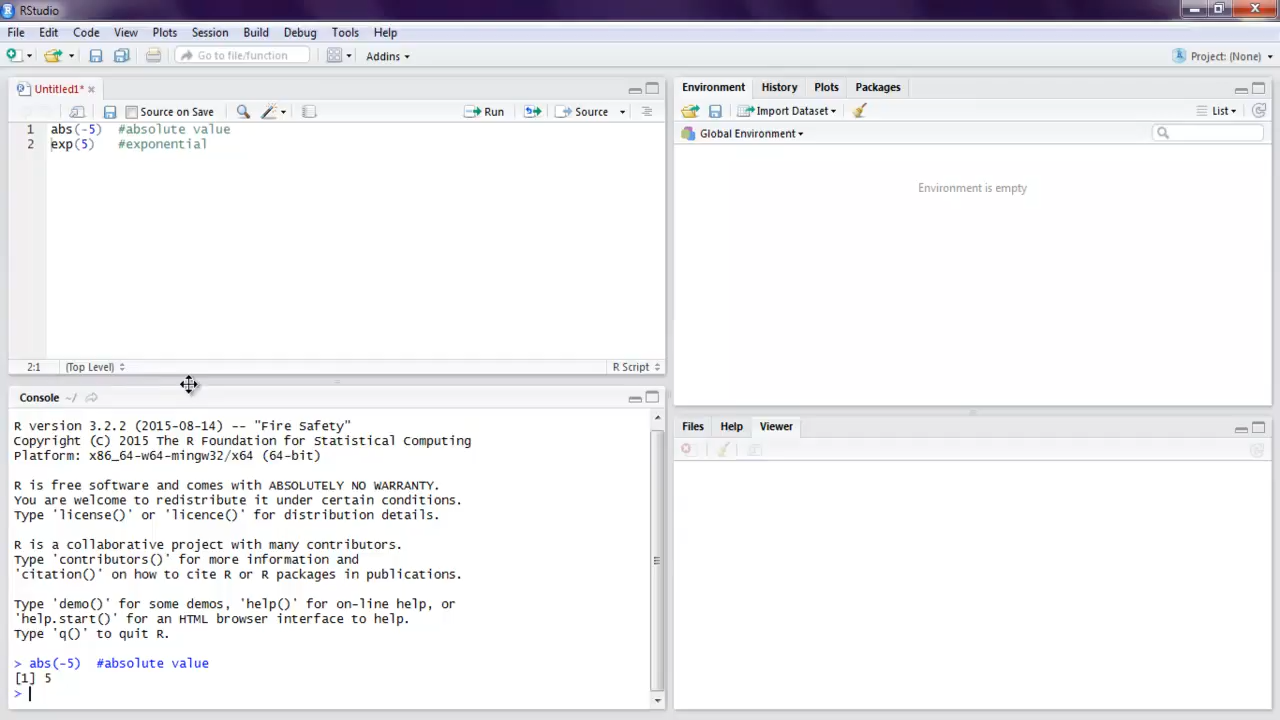 RStudio
File Edit Code View Plots Session Build Debug Tools Help
Go to file/function Addins Project: (None)
Untitled1*
Source on Save Run Source
1 abs(-5)  #absolute value
2 exp(5)   #exponential
2:1 (Top Level) R Script
Console ~/
R version 3.2.2 (2015-08-14) -- "Fire Safety"
Copyright (C) 2015 The R Foundation for Statistical Computing
Platform: x86_64-w64-mingw32/x64 (64-bit)
R is free software and comes with ABSOLUTELY NO WARRANTY.
You are welcome to redistribute it under certain conditions.
Type 'license()' or 'licence()' for distribution details.
R is a collaborative project with many contributors.
Type 'contributors()' for more information and
'citation()' on how to cite R or R packages in publications.
Type 'demo()' for some demos, 'help()' for on-line help, or
'help.start()' for an HTML browser interface to help.
Type 'q()' to quit R.
> abs(-5)  #absolute value
[1] 5
>
Environment History Plots Packages
Import Dataset List
Global Environment
Environment is empty
Files Help Viewer